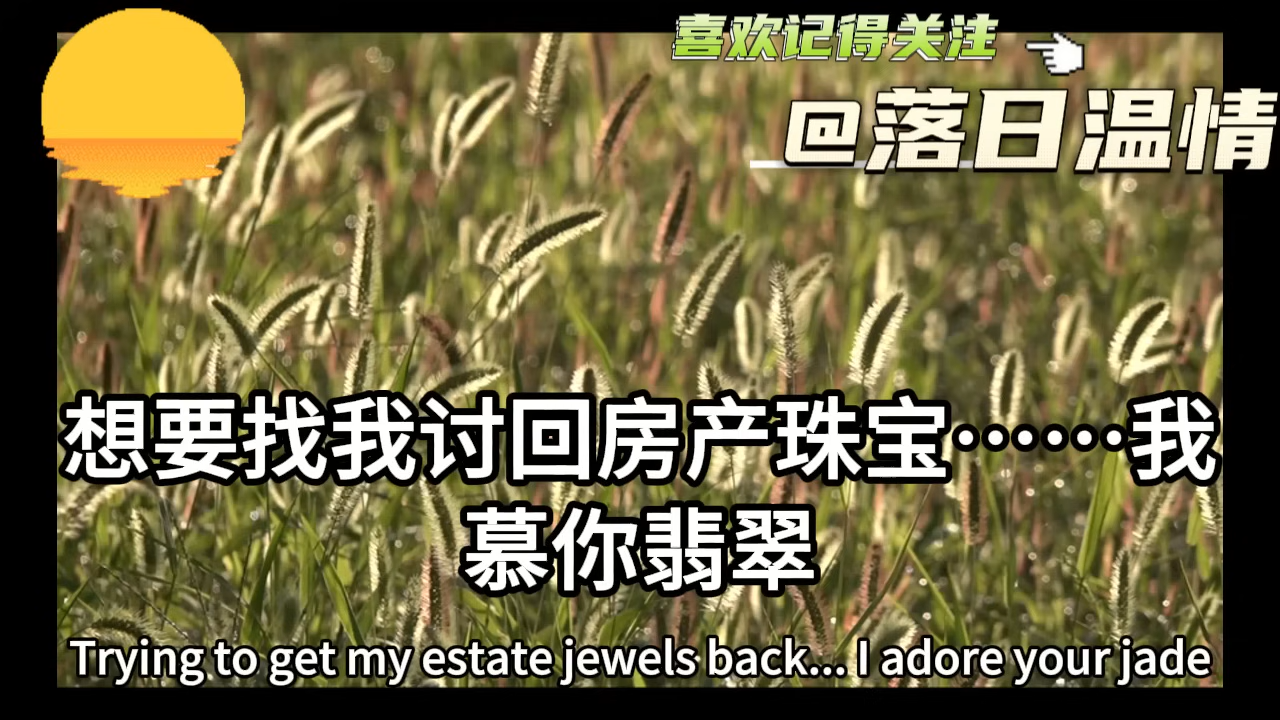 喜欢记得关注
@落日温情
想要找我讨回房产珠宝……我
慕你翡翠
Trying to get my estate jewels back... I adore your jade